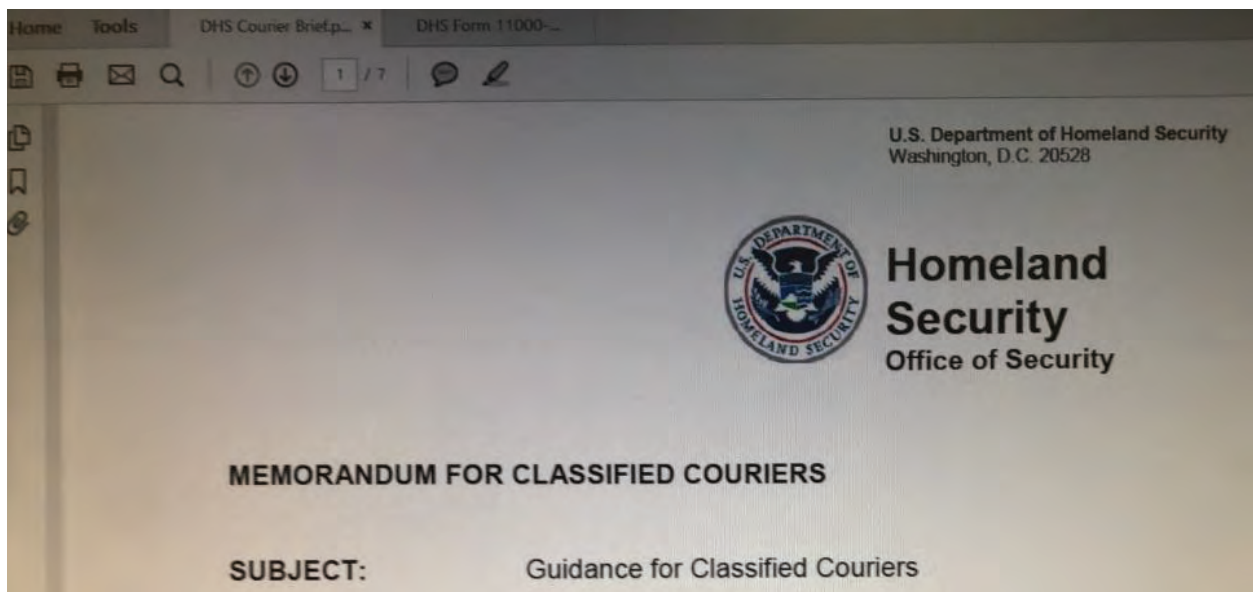 Home Tools DHS Courier Brief.p... × DHS Form 11000-...
1 / 7
U.S. Department of Homeland Security
Washington, D.C. 20528
U.S. DEPARTMENT OF HOMELAND SECURITY
Homeland
Security
Office of Security
MEMORANDUM FOR CLASSIFIED COURIERS
SUBJECT: Guidance for Classified Couriers